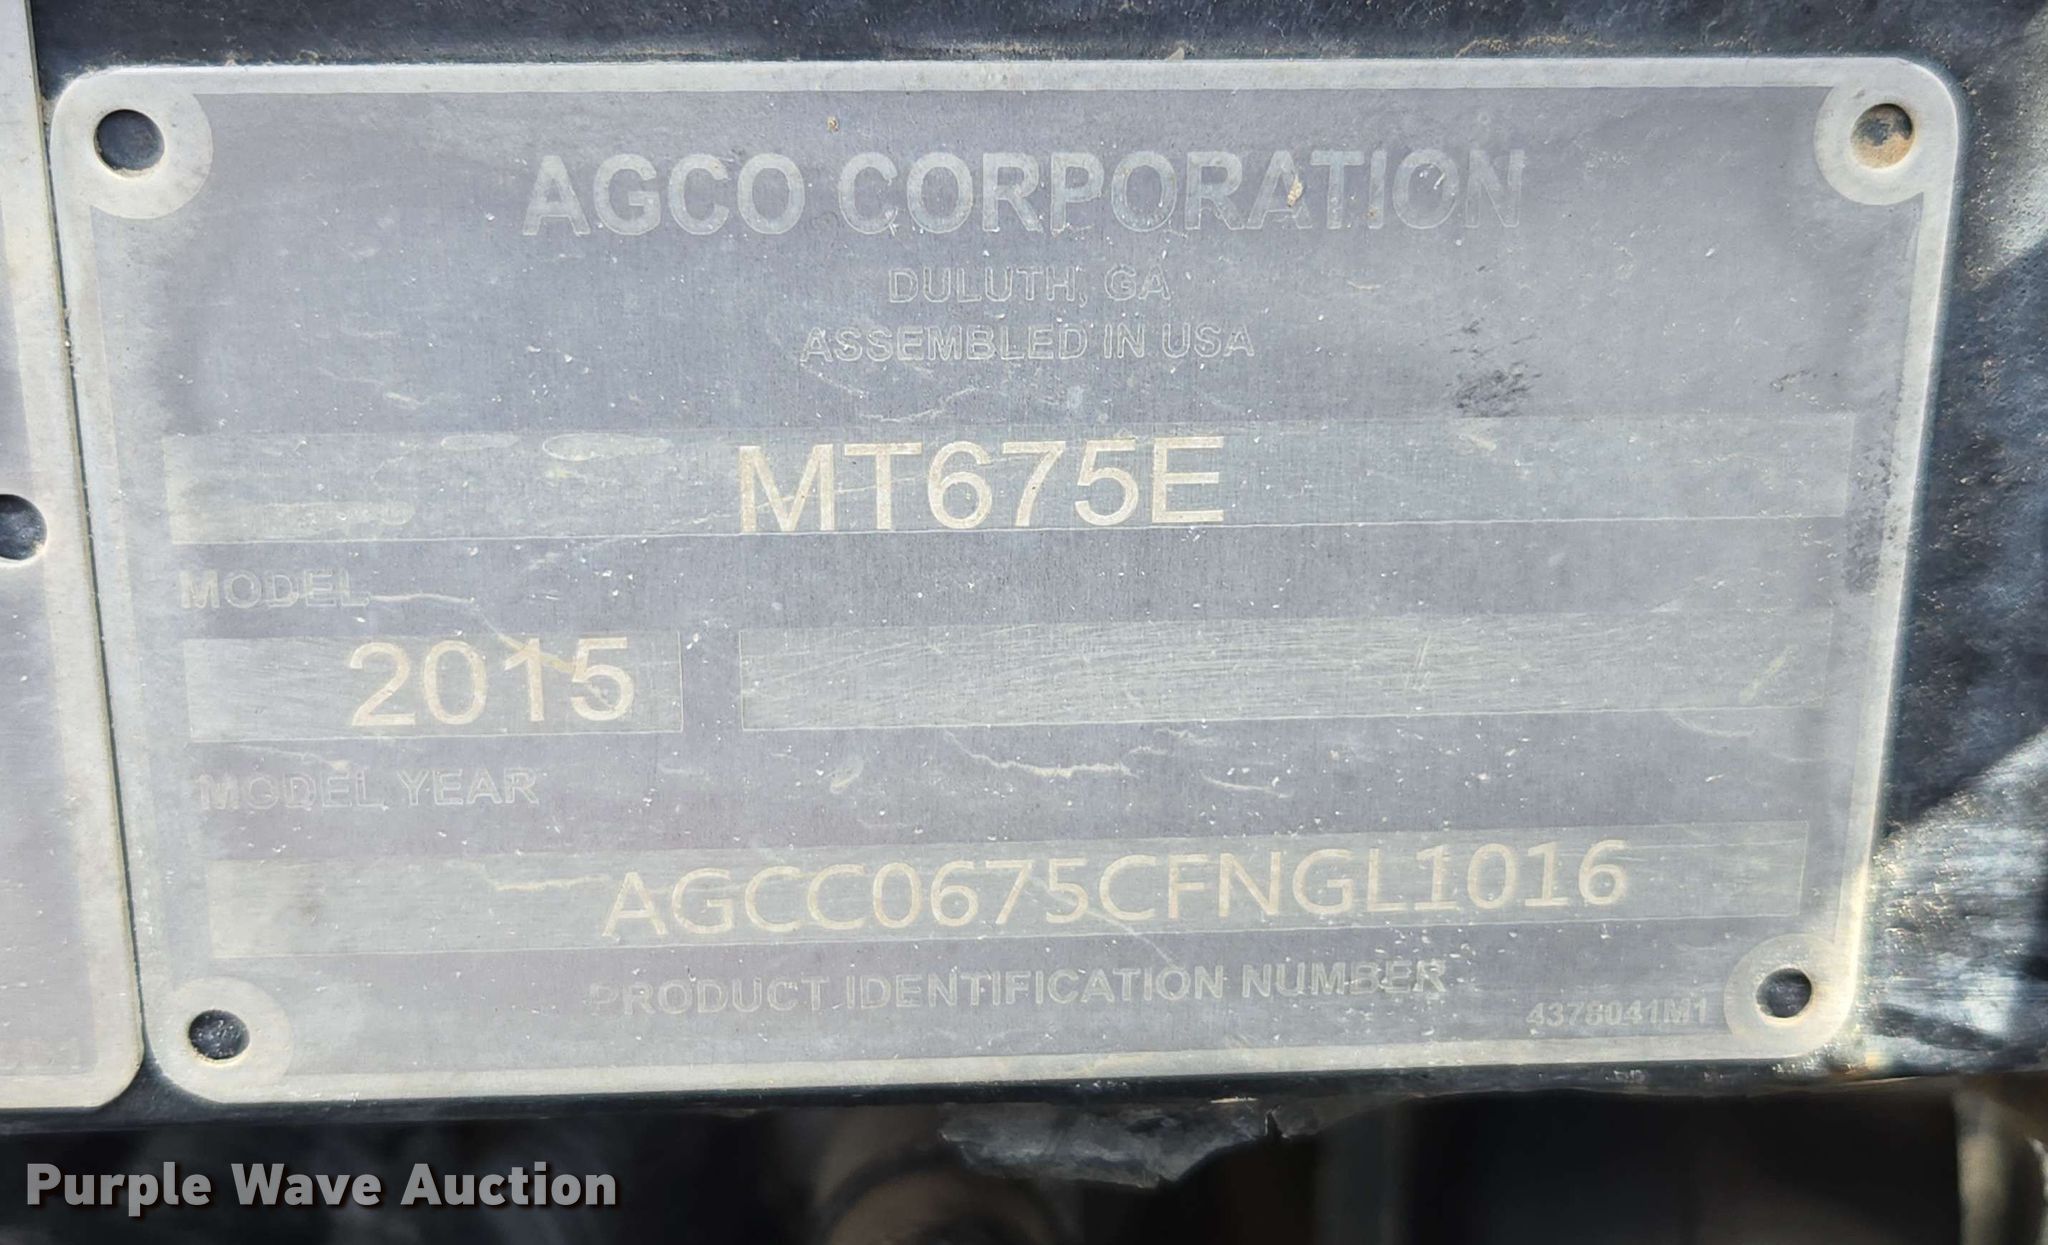 AGCO CORPORATION
DULUTH, GA
ASSEMBLED IN USA
MT675E
MODEL
2015
MODEL YEAR
AGCC0675CFNGL1016
PRODUCT IDENTIFICATION NUMBER
4378041M1
Purple Wave Auction